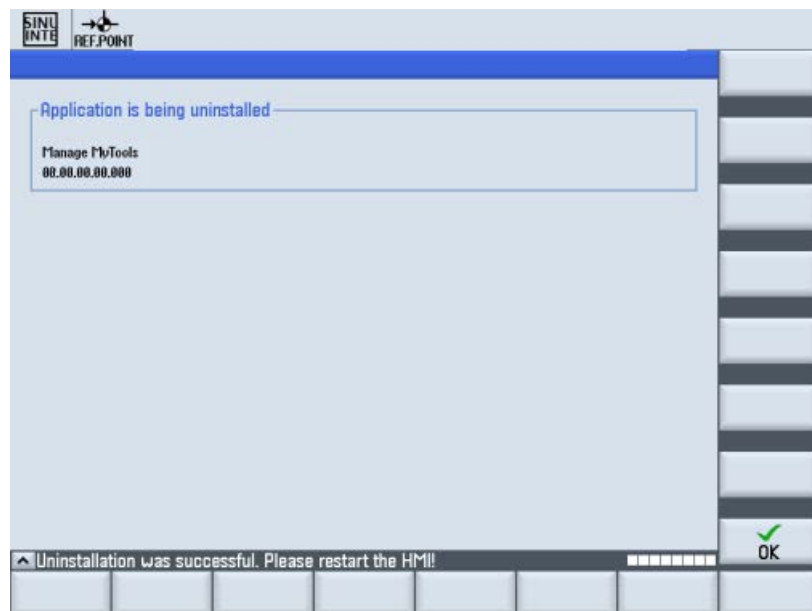 SINU
INTE
REF.POINT
Application is being uninstalled
Manage MyTools
00.00.00.00.000
Uninstallation was successful. Please restart the HMI!
OK